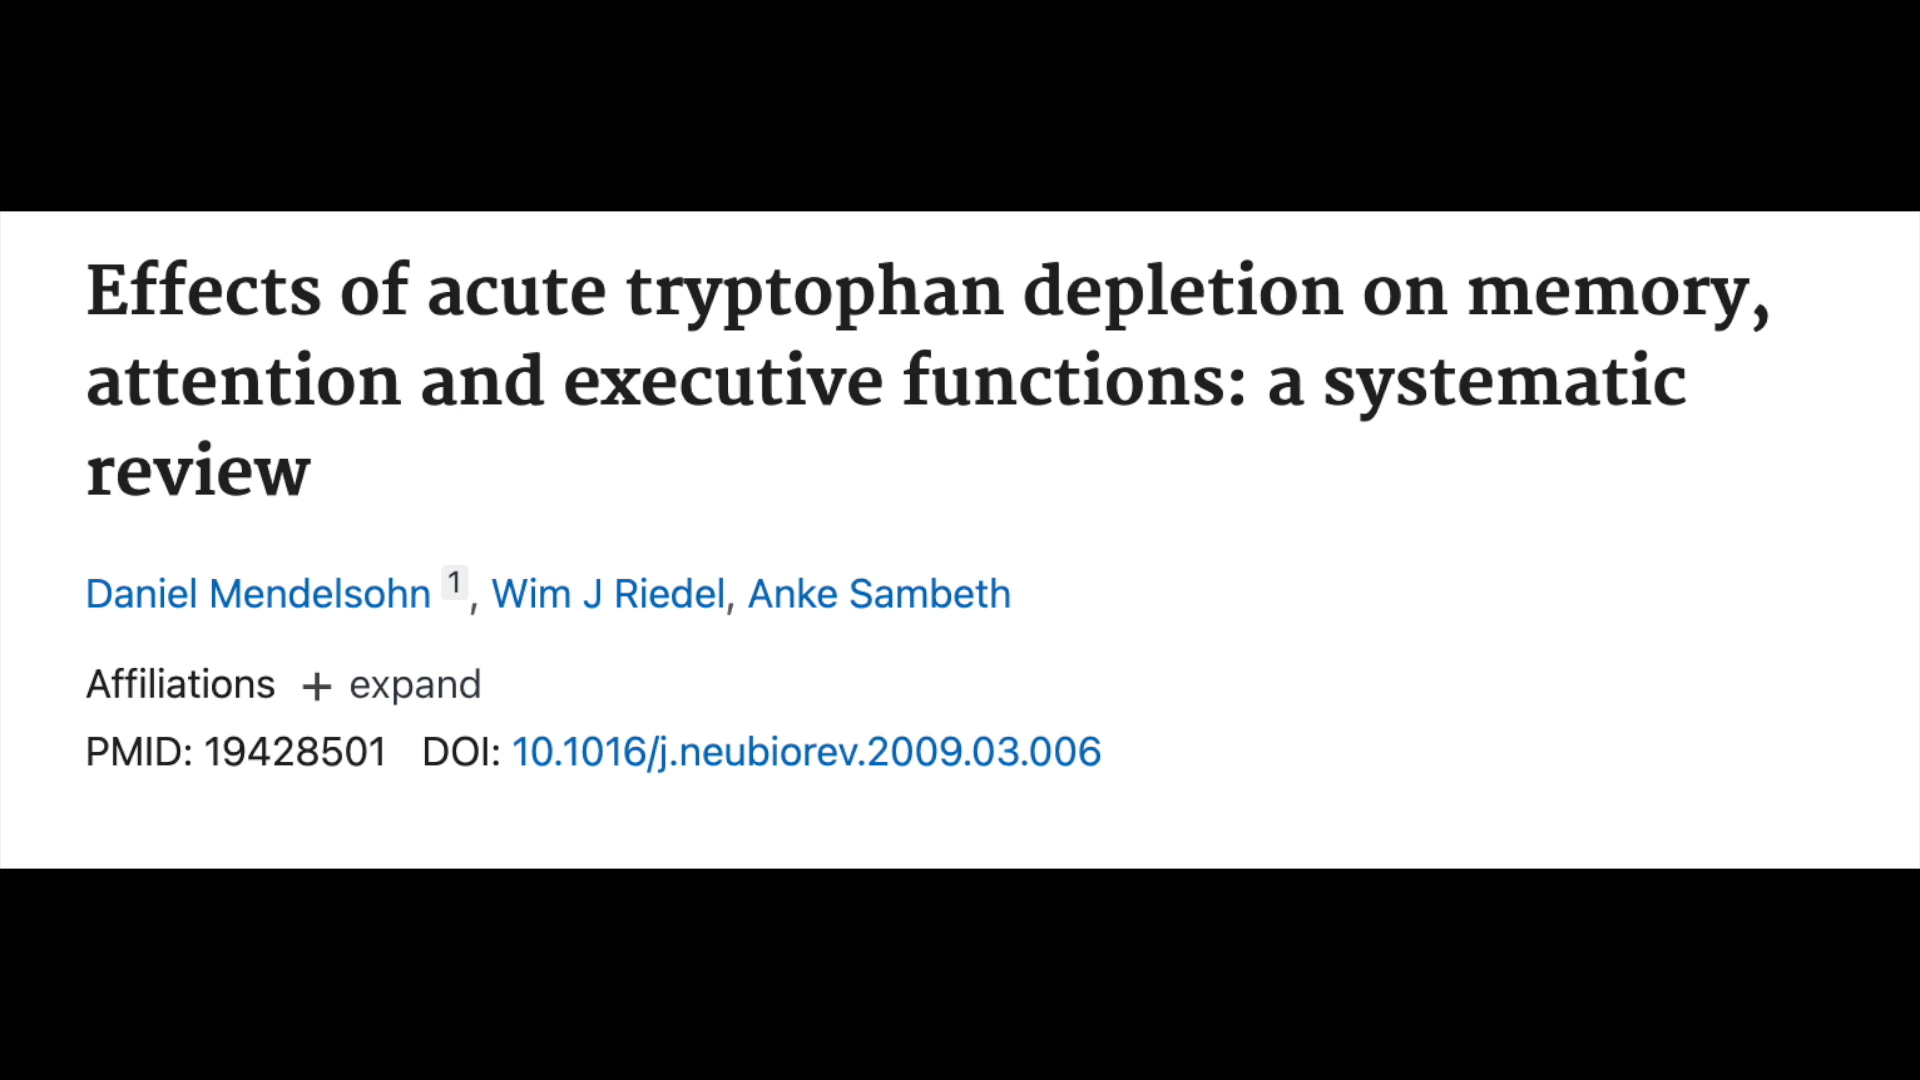 Effects of acute tryptophan depletion on memory,
attention and executive functions: a systematic
review
Daniel Mendelsohn 1, Wim J Riedel, Anke Sambeth
Affiliations + expand
PMID: 19428501 DOI: 10.1016/j.neubiorev.2009.03.006